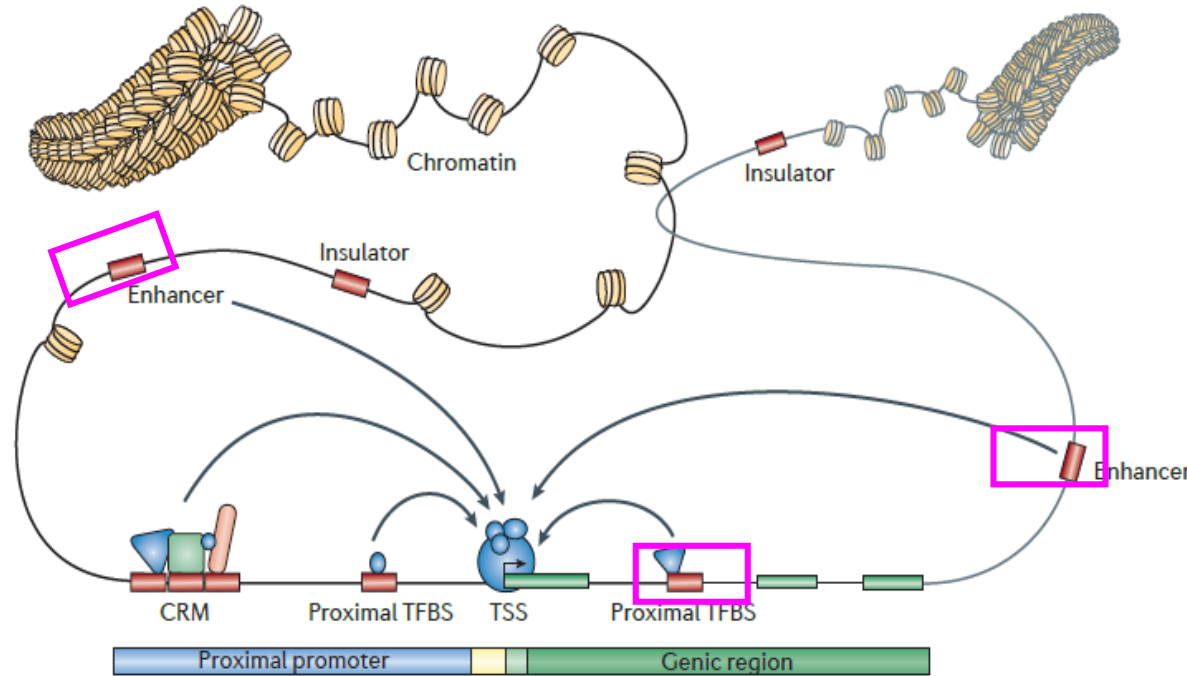 Chromatin
Insulator
Insulator
Enhancer
Enhancer
CRM
Proximal TFBS
TSS
Proximal TFBS
Proximal promoter
Genic region